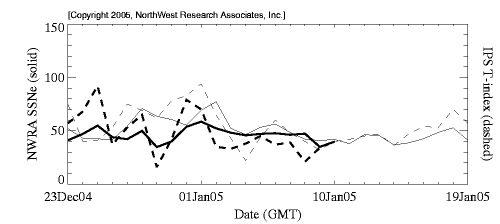 [Copyright 2005, NorthWest Research Associates, Inc.]
150
100
50
0
NWRA SSNe (solid)
IPS T-index (dashed)
23Dec04 01Jan05 10Jan05 19Jan05
Date (GMT)